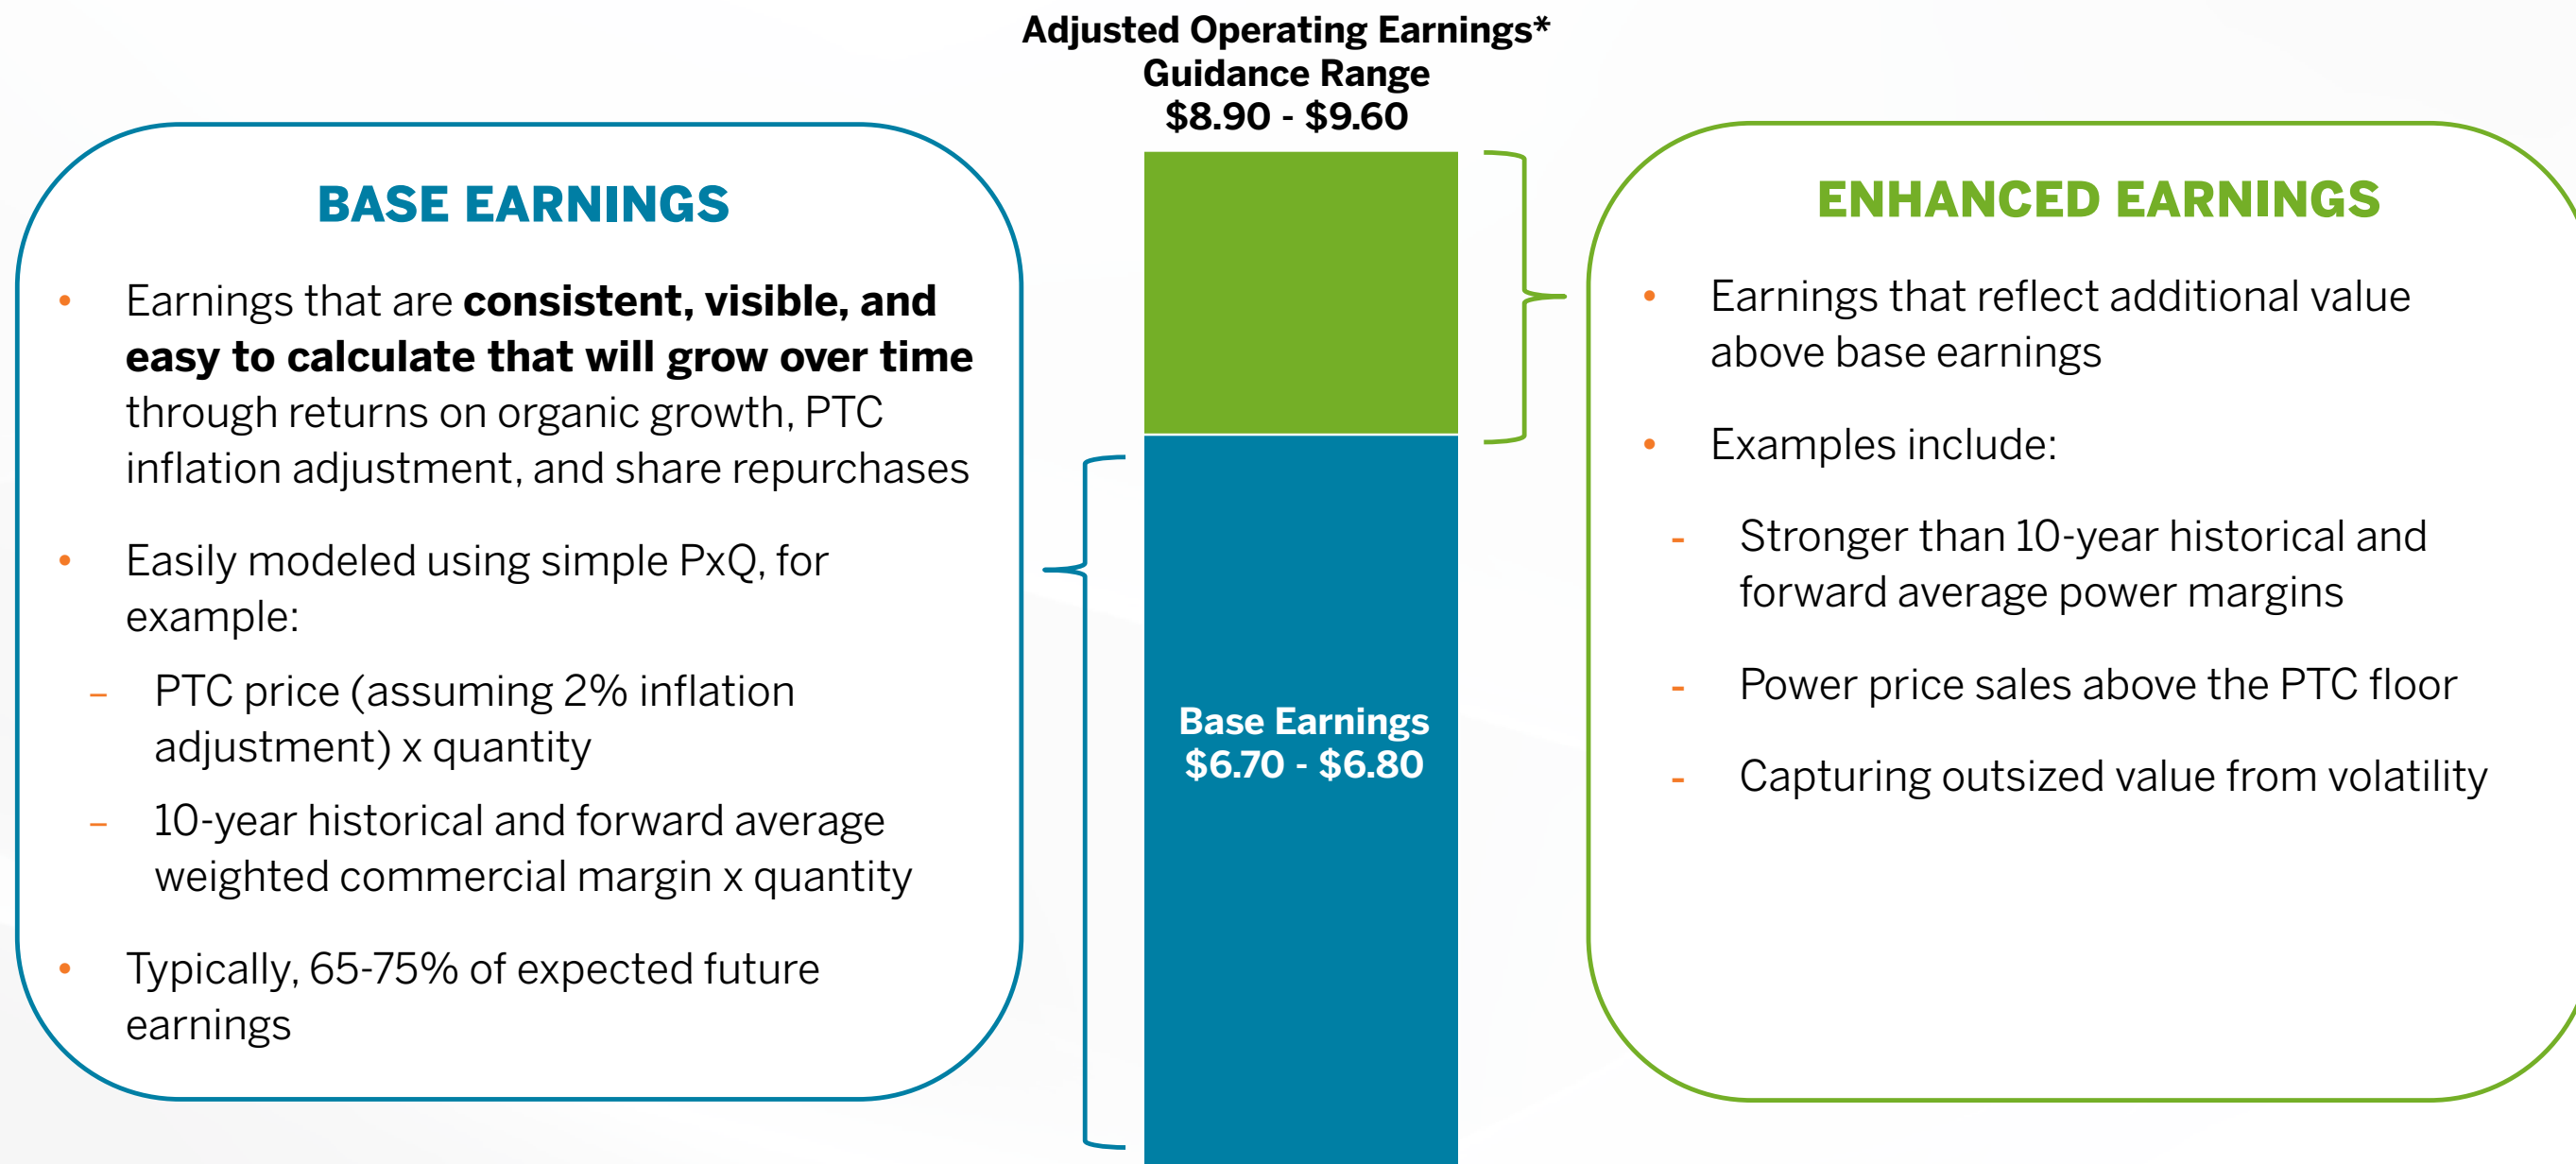 Adjusted Operating Earnings*
Guidance Range
$8.90 - $9.60
BASE EARNINGS
• Earnings that are consistent, visible, and
easy to calculate that will grow over time
through returns on organic growth, PTC
inflation adjustment, and share repurchases
• Easily modeled using simple PxQ, for
example:
– PTC price (assuming 2% inflation
adjustment) x quantity
– 10-year historical and forward average
weighted commercial margin x quantity
• Typically, 65-75% of expected future
earnings
Base Earnings
$6.70 - $6.80
ENHANCED EARNINGS
• Earnings that reflect additional value
above base earnings
• Examples include:
- Stronger than 10-year historical and
forward average power margins
- Power price sales above the PTC floor
- Capturing outsized value from volatility